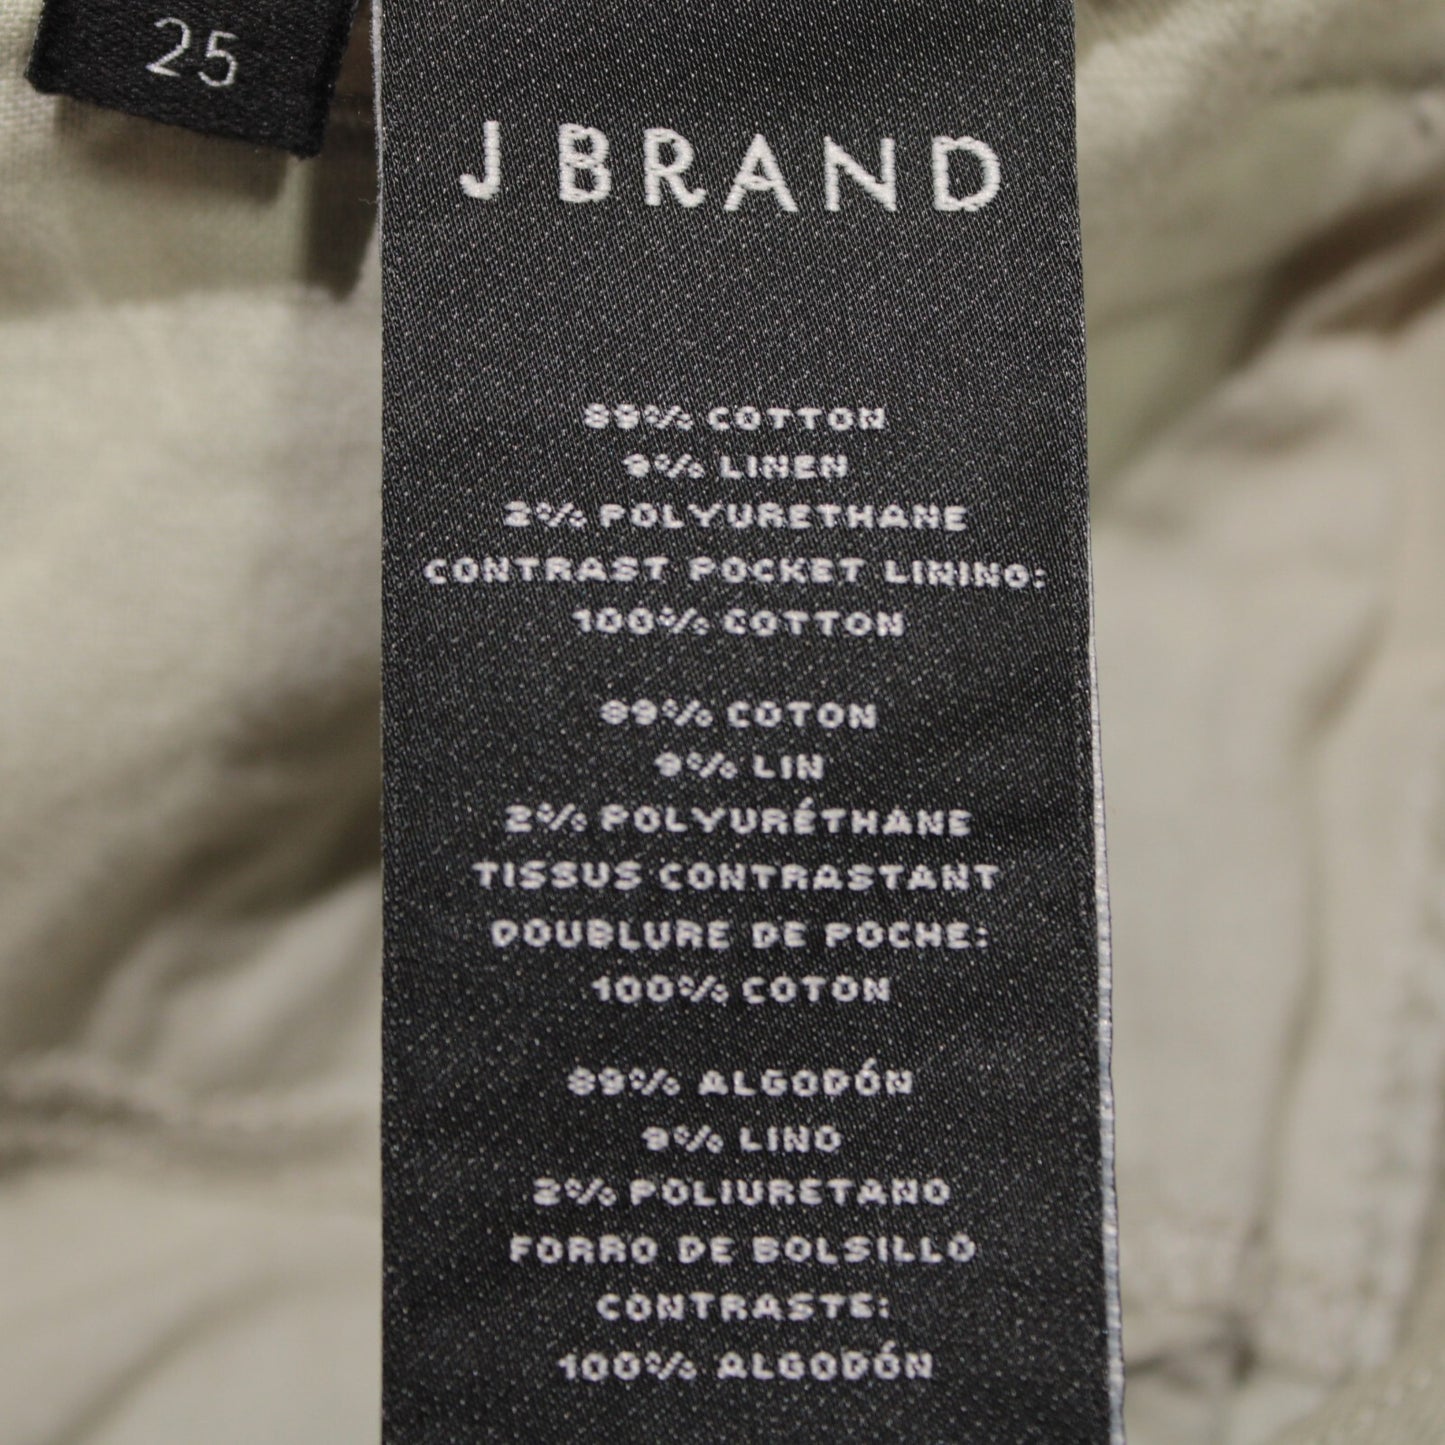 25
J BRAND
89% COTTON
9% LINEN
2% POLYURETHANE
CONTRAST POCKET LINING:
100% COTTON
89% COTON
9% LIN
2% POLYURÉTHANE
TISSUS CONTRASTANT
DOUBLURE DE POCHE:
100% COTON
89% ALGODÓN
9% LINO
2% POLIURETANO
FORRO DE BOLSILLO
CONTRASTE:
100% ALGODÓN